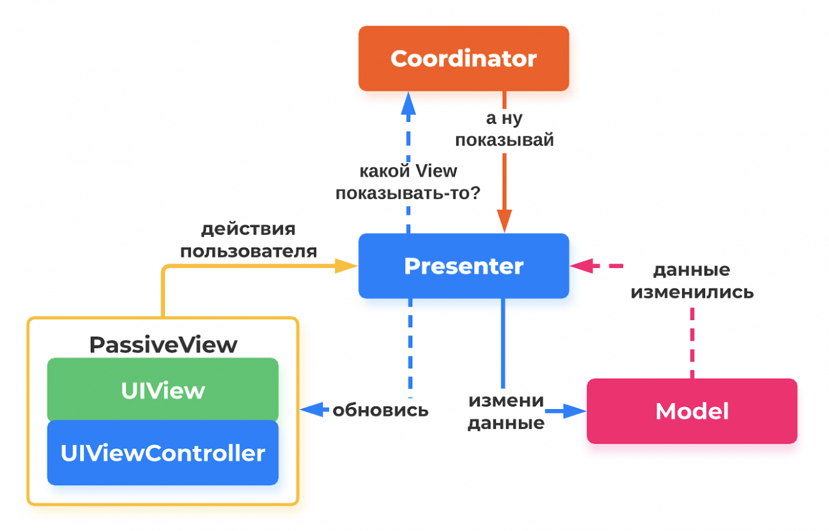 Coordinator
а ну
показывай
какой View
показывать-то?
действия
пользователя
Presenter
данные
изменились
PassiveView
UIView
UIViewController
обновись
измени
данные
Model